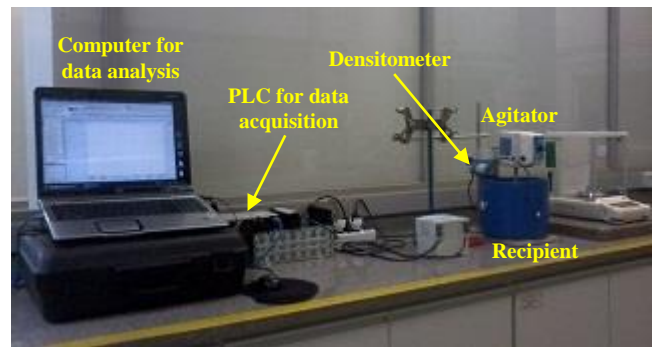 Computer for
data analysis
PLC for data
acquisition
Densitometer
Agitator
Recipient